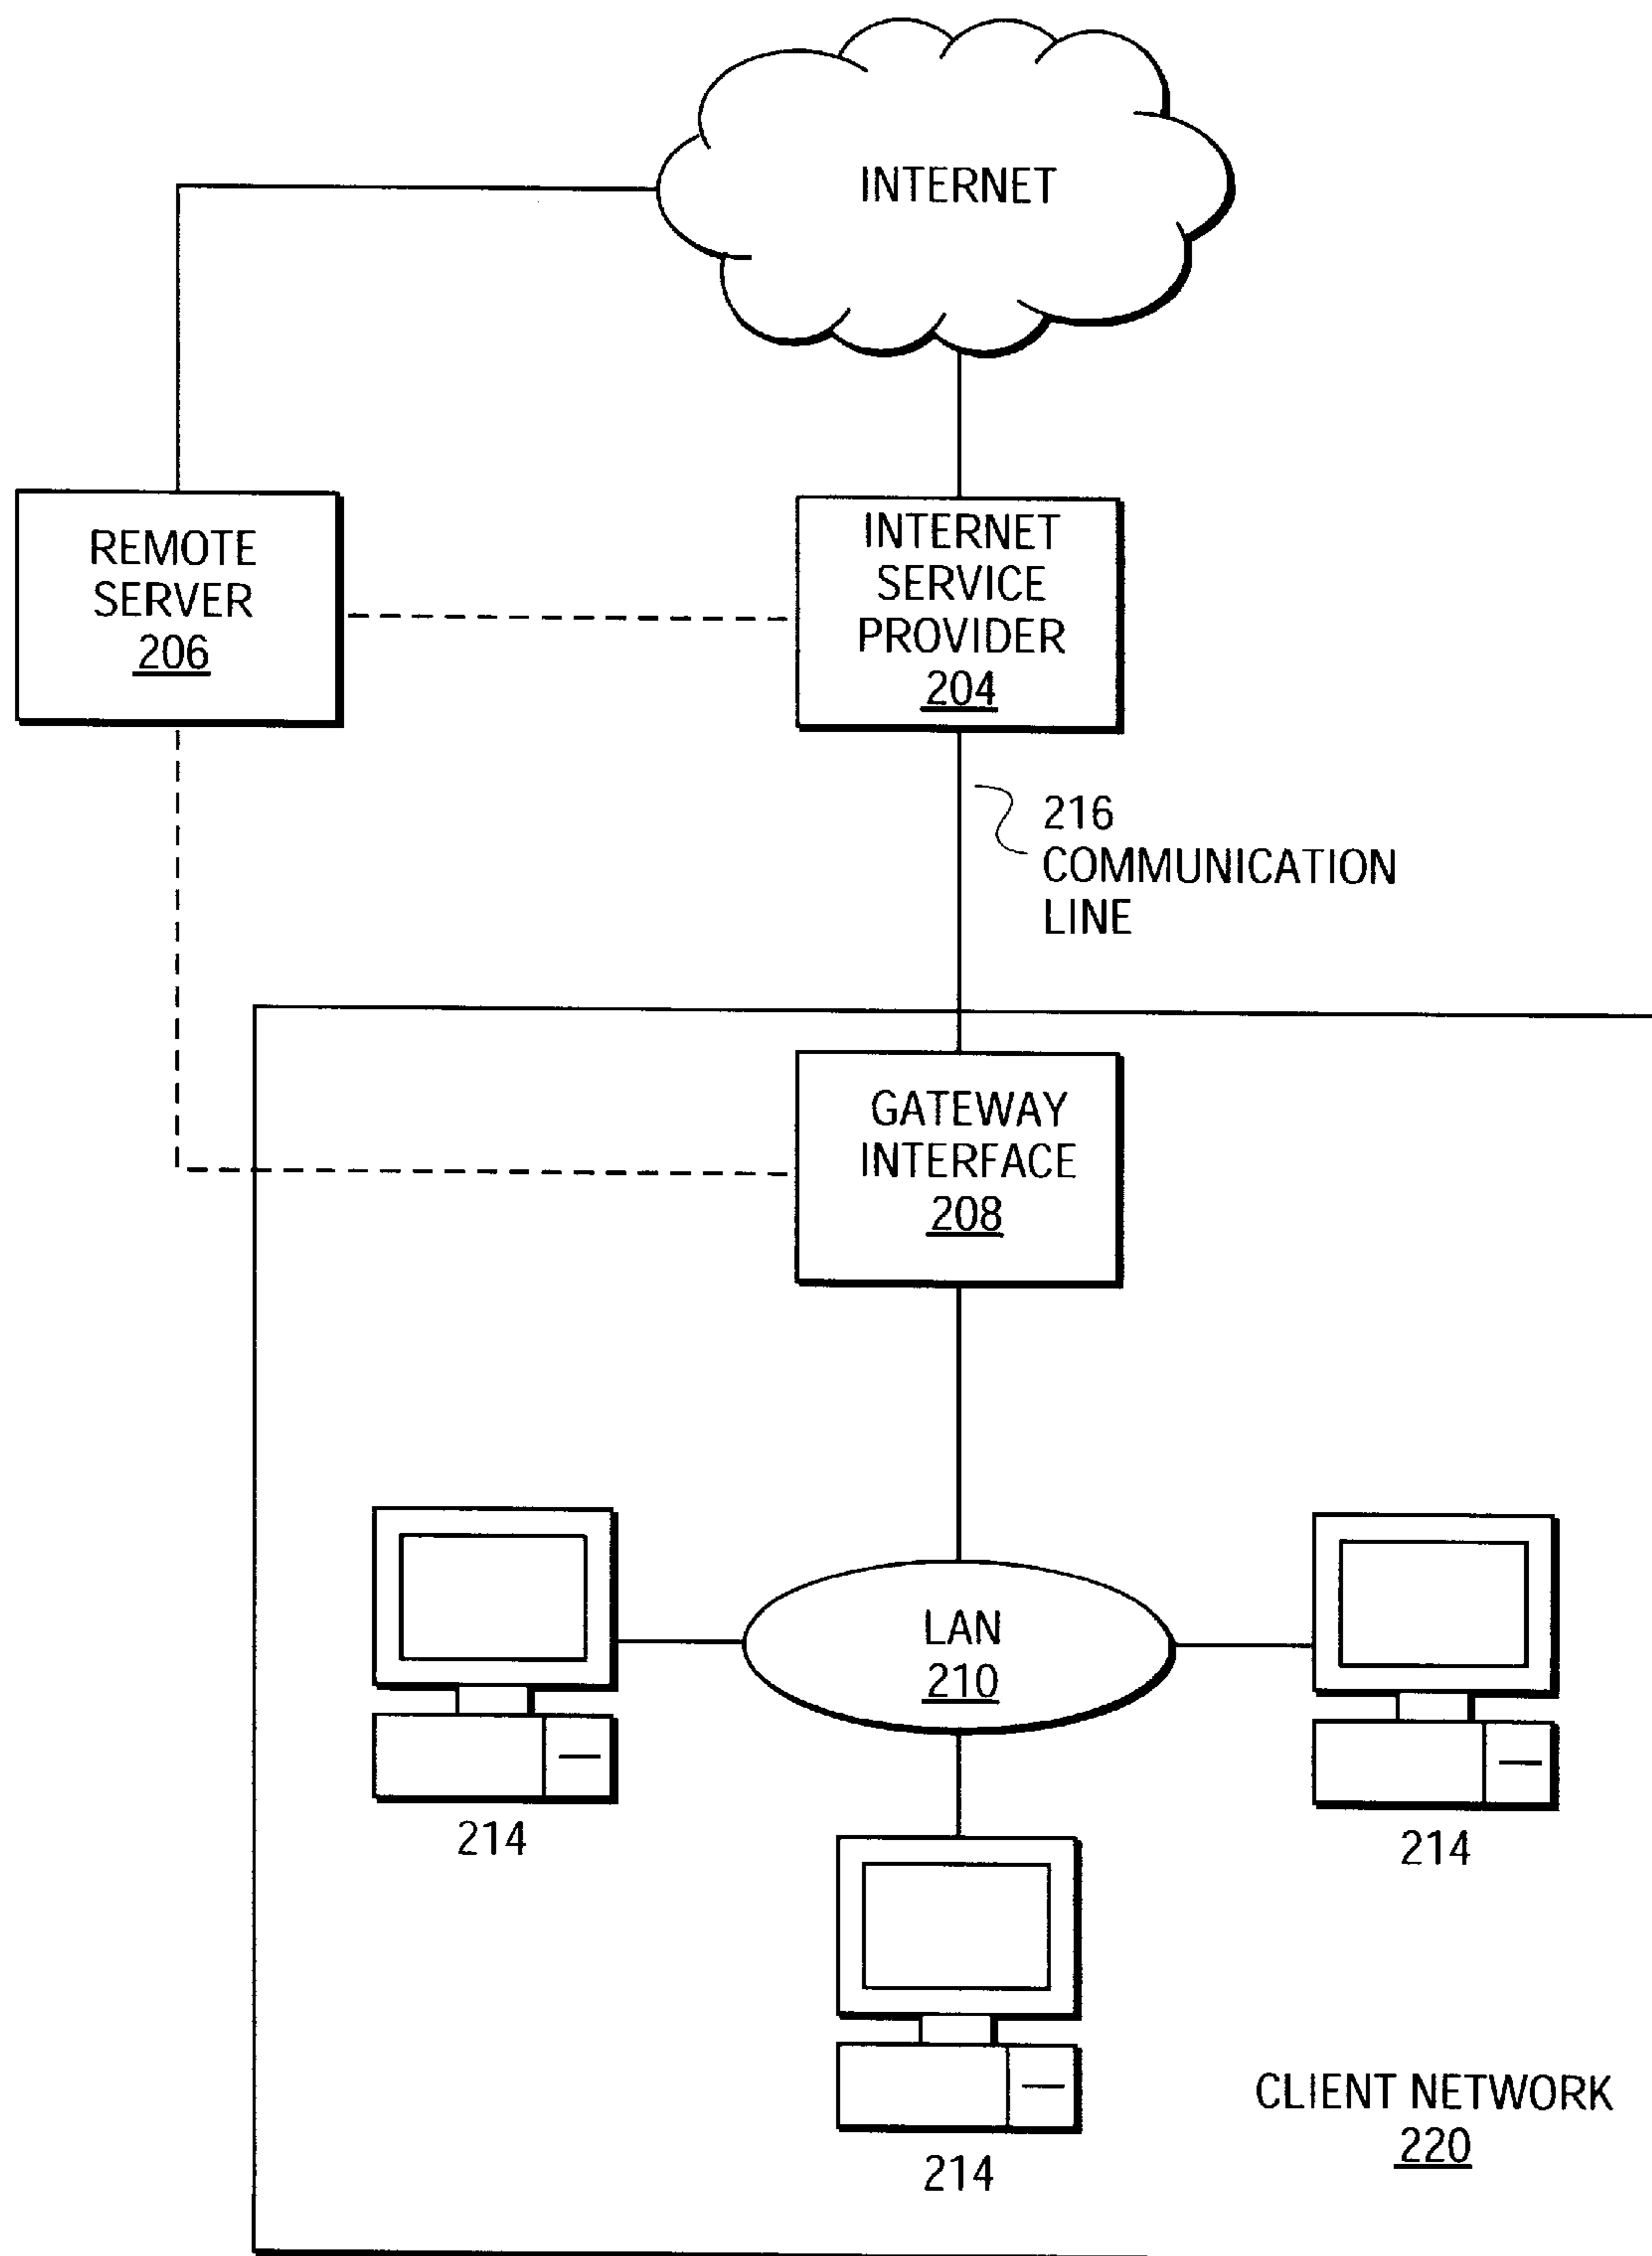 INTERNET
REMOTE
SERVER
206
INTERNET
SERVICE
PROVIDER
204
216
COMMUNICATION
LINE
GATEWAY
INTERFACE
208
LAN
210
214
214
214
CLIENT NETWORK
220